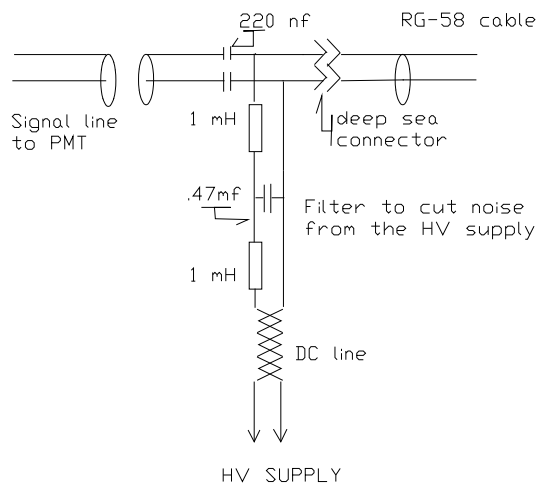 220 nf
RG-58 cable
Signal line
to PMT
1 mH
deep sea
connector
.47mf
Filter to cut noise
from the HV supply
1 mH
DC line
HV SUPPLY